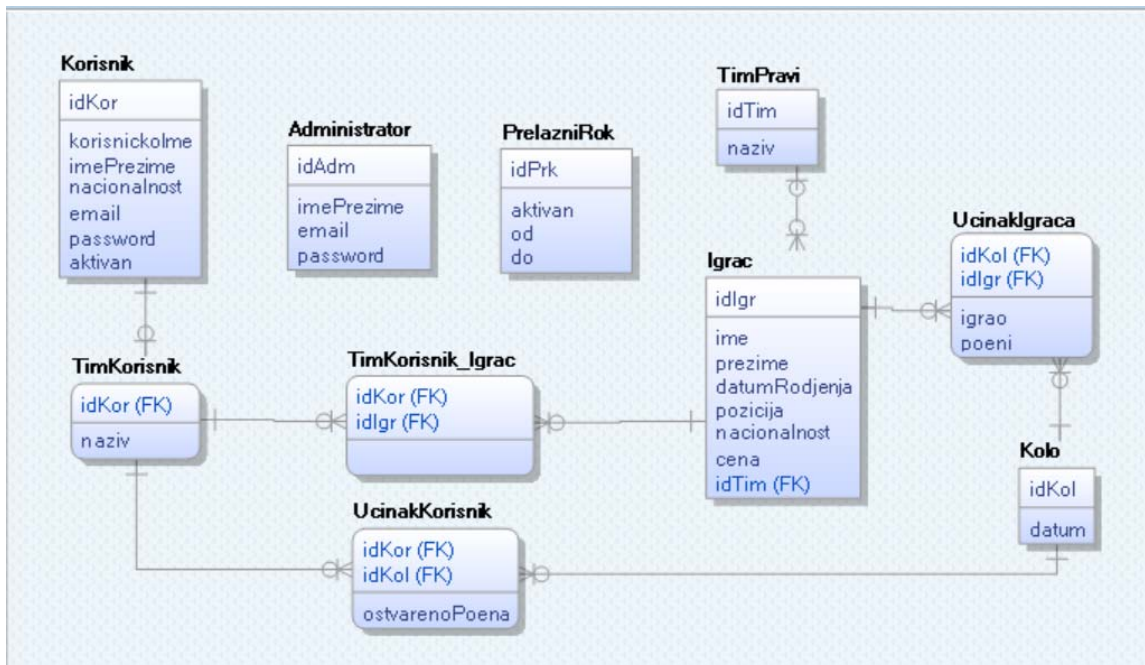 Korisnik
idKor
korisnickoIme
imePrezime
nacionalnost
email
password
aktivan
Administrator
idAdm
imePrezime
email
password
PrelazniRok
idPrk
aktivan
od
do
TimPravi
idTim
naziv
UcinakIgraca
idKol (FK)
idIgr (FK)
igrao
poeni
Igrac
idIgr
ime
prezime
datumRodjenja
pozicija
nacionalnost
cena
idTim (FK)
TimKorisnik
idKor (FK)
naziv
TimKorisnik_Igrac
idKor (FK)
idIgr (FK)
Kolo
idKol
datum
UcinakKorisnik
idKor (FK)
idKol (FK)
ostvarenoPoena